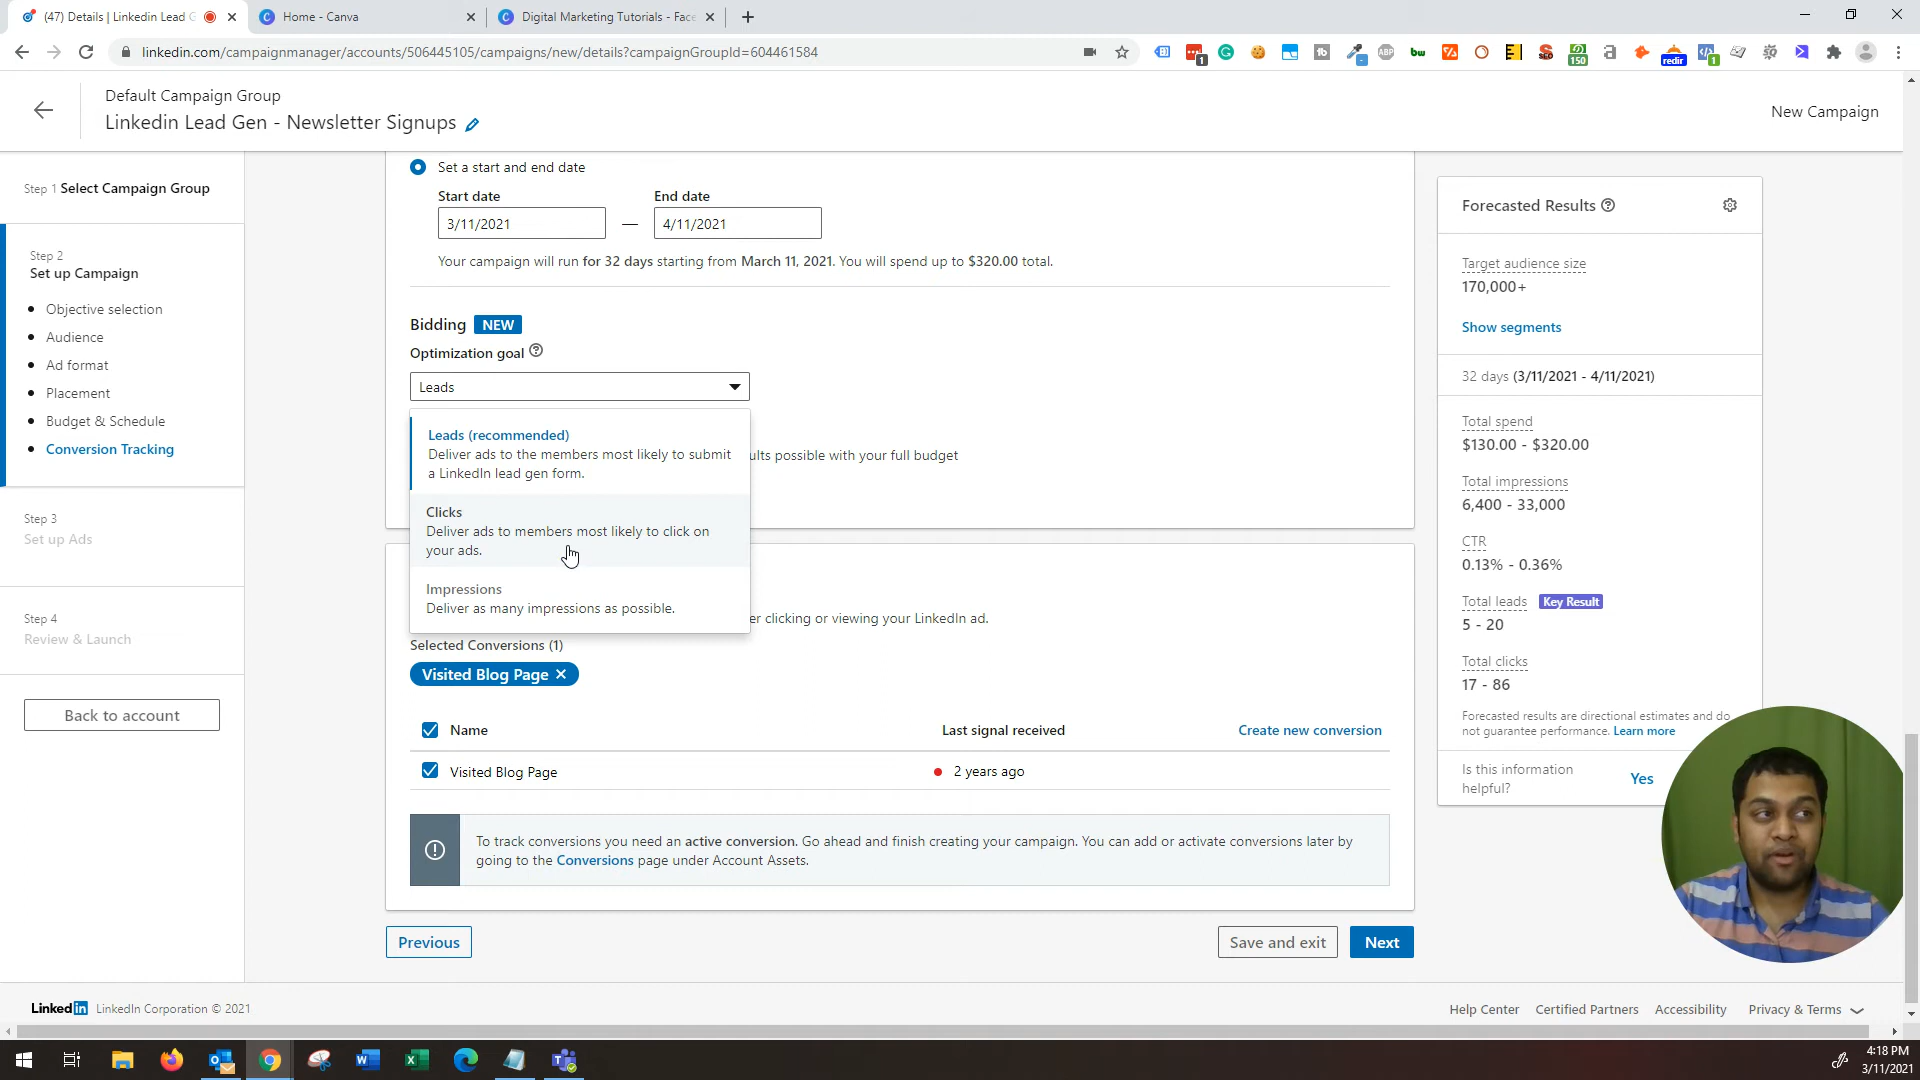 (47) Details | Linkedin Lead G
Home - Canva
Digital Marketing Tutorials - Fac
linkedin.com/campaignmanager/accounts/506445105/campaigns/new/details?campaignGroupId=604461584
Default Campaign Group
Linkedin Lead Gen - Newsletter Signups
New Campaign
Step 1 Select Campaign Group
Step 2
Set up Campaign
Objective selection
Audience
Ad format
Placement
Budget & Schedule
Conversion Tracking
Step 3
Set up Ads
Step 4
Review & Launch
Back to account
Set a start and end date
Start date
End date
3/11/2021
—
4/11/2021
Your campaign will run for 32 days starting from March 11, 2021. You will spend up to $320.00 total.
Bidding NEW
Optimization goal
Leads
Leads (recommended)
Deliver ads to the members most likely to submit
a LinkedIn lead gen form.
ults possible with your full budget
Clicks
Deliver ads to members most likely to click on
your ads.
Impressions
Deliver as many impressions as possible.
er clicking or viewing your LinkedIn ad.
Selected Conversions (1)
Visited Blog Page
Name
Last signal received
Create new conversion
Visited Blog Page
2 years ago
To track conversions you need an active conversion. Go ahead and finish creating your campaign. You can add or activate conversions later by
going to the Conversions page under Account Assets.
Previous
Save and exit
Next
Forecasted Results
Target audience size
170,000+
Show segments
32 days (3/11/2021 - 4/11/2021)
Total spend
$130.00 - $320.00
Total impressions
6,400 - 33,000
CTR
0.13% - 0.36%
Total leads Key Result
5 - 20
Total clicks
17 - 86
Forecasted results are directional estimates and do
not guarantee performance. Learn more
Is this information
helpful?
Yes
LinkedIn LinkedIn Corporation © 2021
Help Center
Certified Partners
Accessibility
Privacy & Terms
4:18 PM
3/11/2021